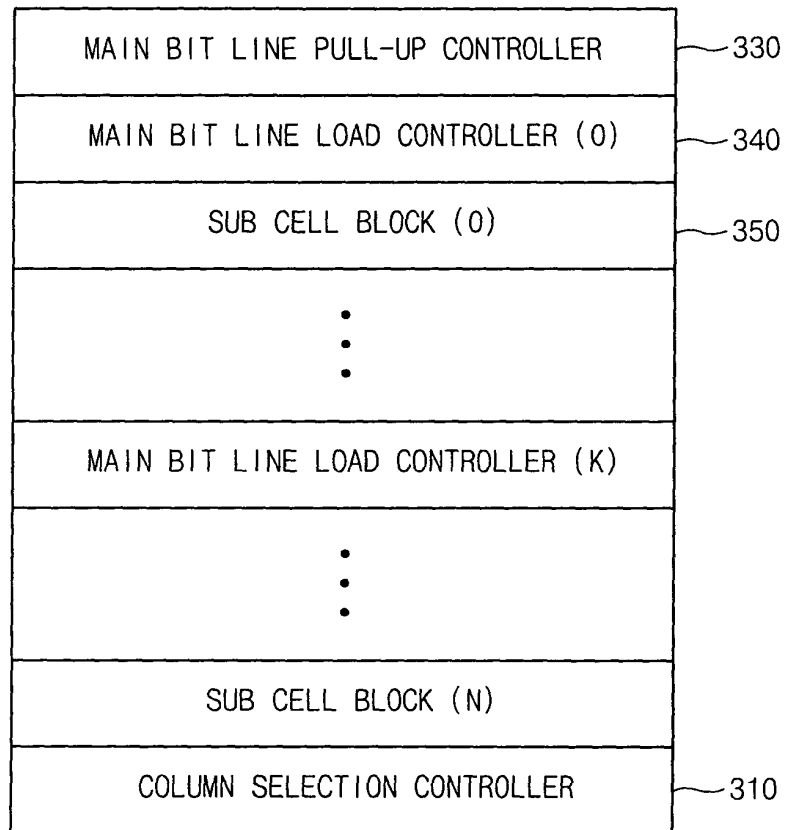 MAIN BIT LINE PULL-UP CONTROLLER 330
MAIN BIT LINE LOAD CONTROLLER (0) 340
SUB CELL BLOCK (0) 350
MAIN BIT LINE LOAD CONTROLLER (K)
SUB CELL BLOCK (N)
COLUMN SELECTION CONTROLLER 310